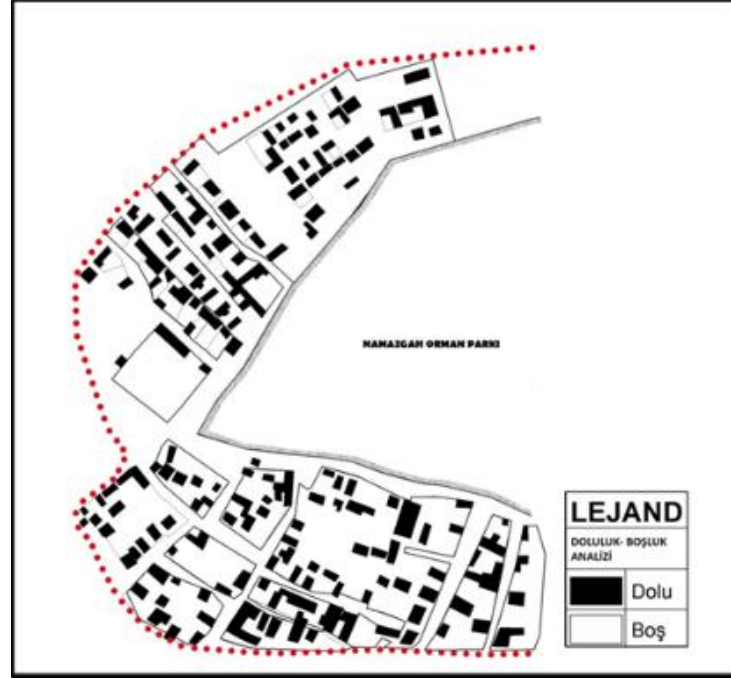 NAMAZGAH ORMAN PARKI
LEJAND
DOLULUK- BOŞLUK
ANALİZİ
Dolu
Boş